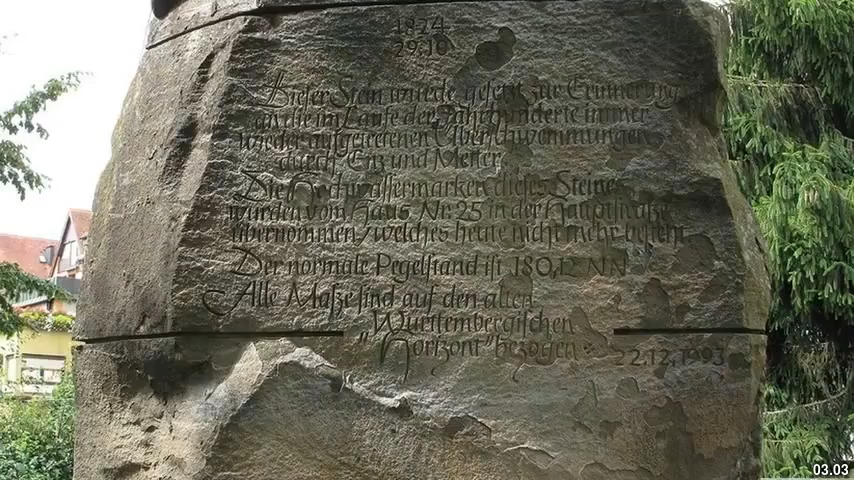 1824
29.10
Dieser Stein wurde gesetzt zur Erinnerung
an die im Laufe der Jahrhunderte immer
wieder aufgetretenen Überschwemmungen
durch Enz und Metter
Die Hochwassermarken dieses Steines
wurden vom Haus Nr. 25 in der Hauptstraße
übernommen, welches heute nicht mehr besteht
Der normale Pegelstand ist 180,12 NN
Alle Maße sind auf den alten
Württembergischen
"Horizont" bezogen
22.12.1993
03.03